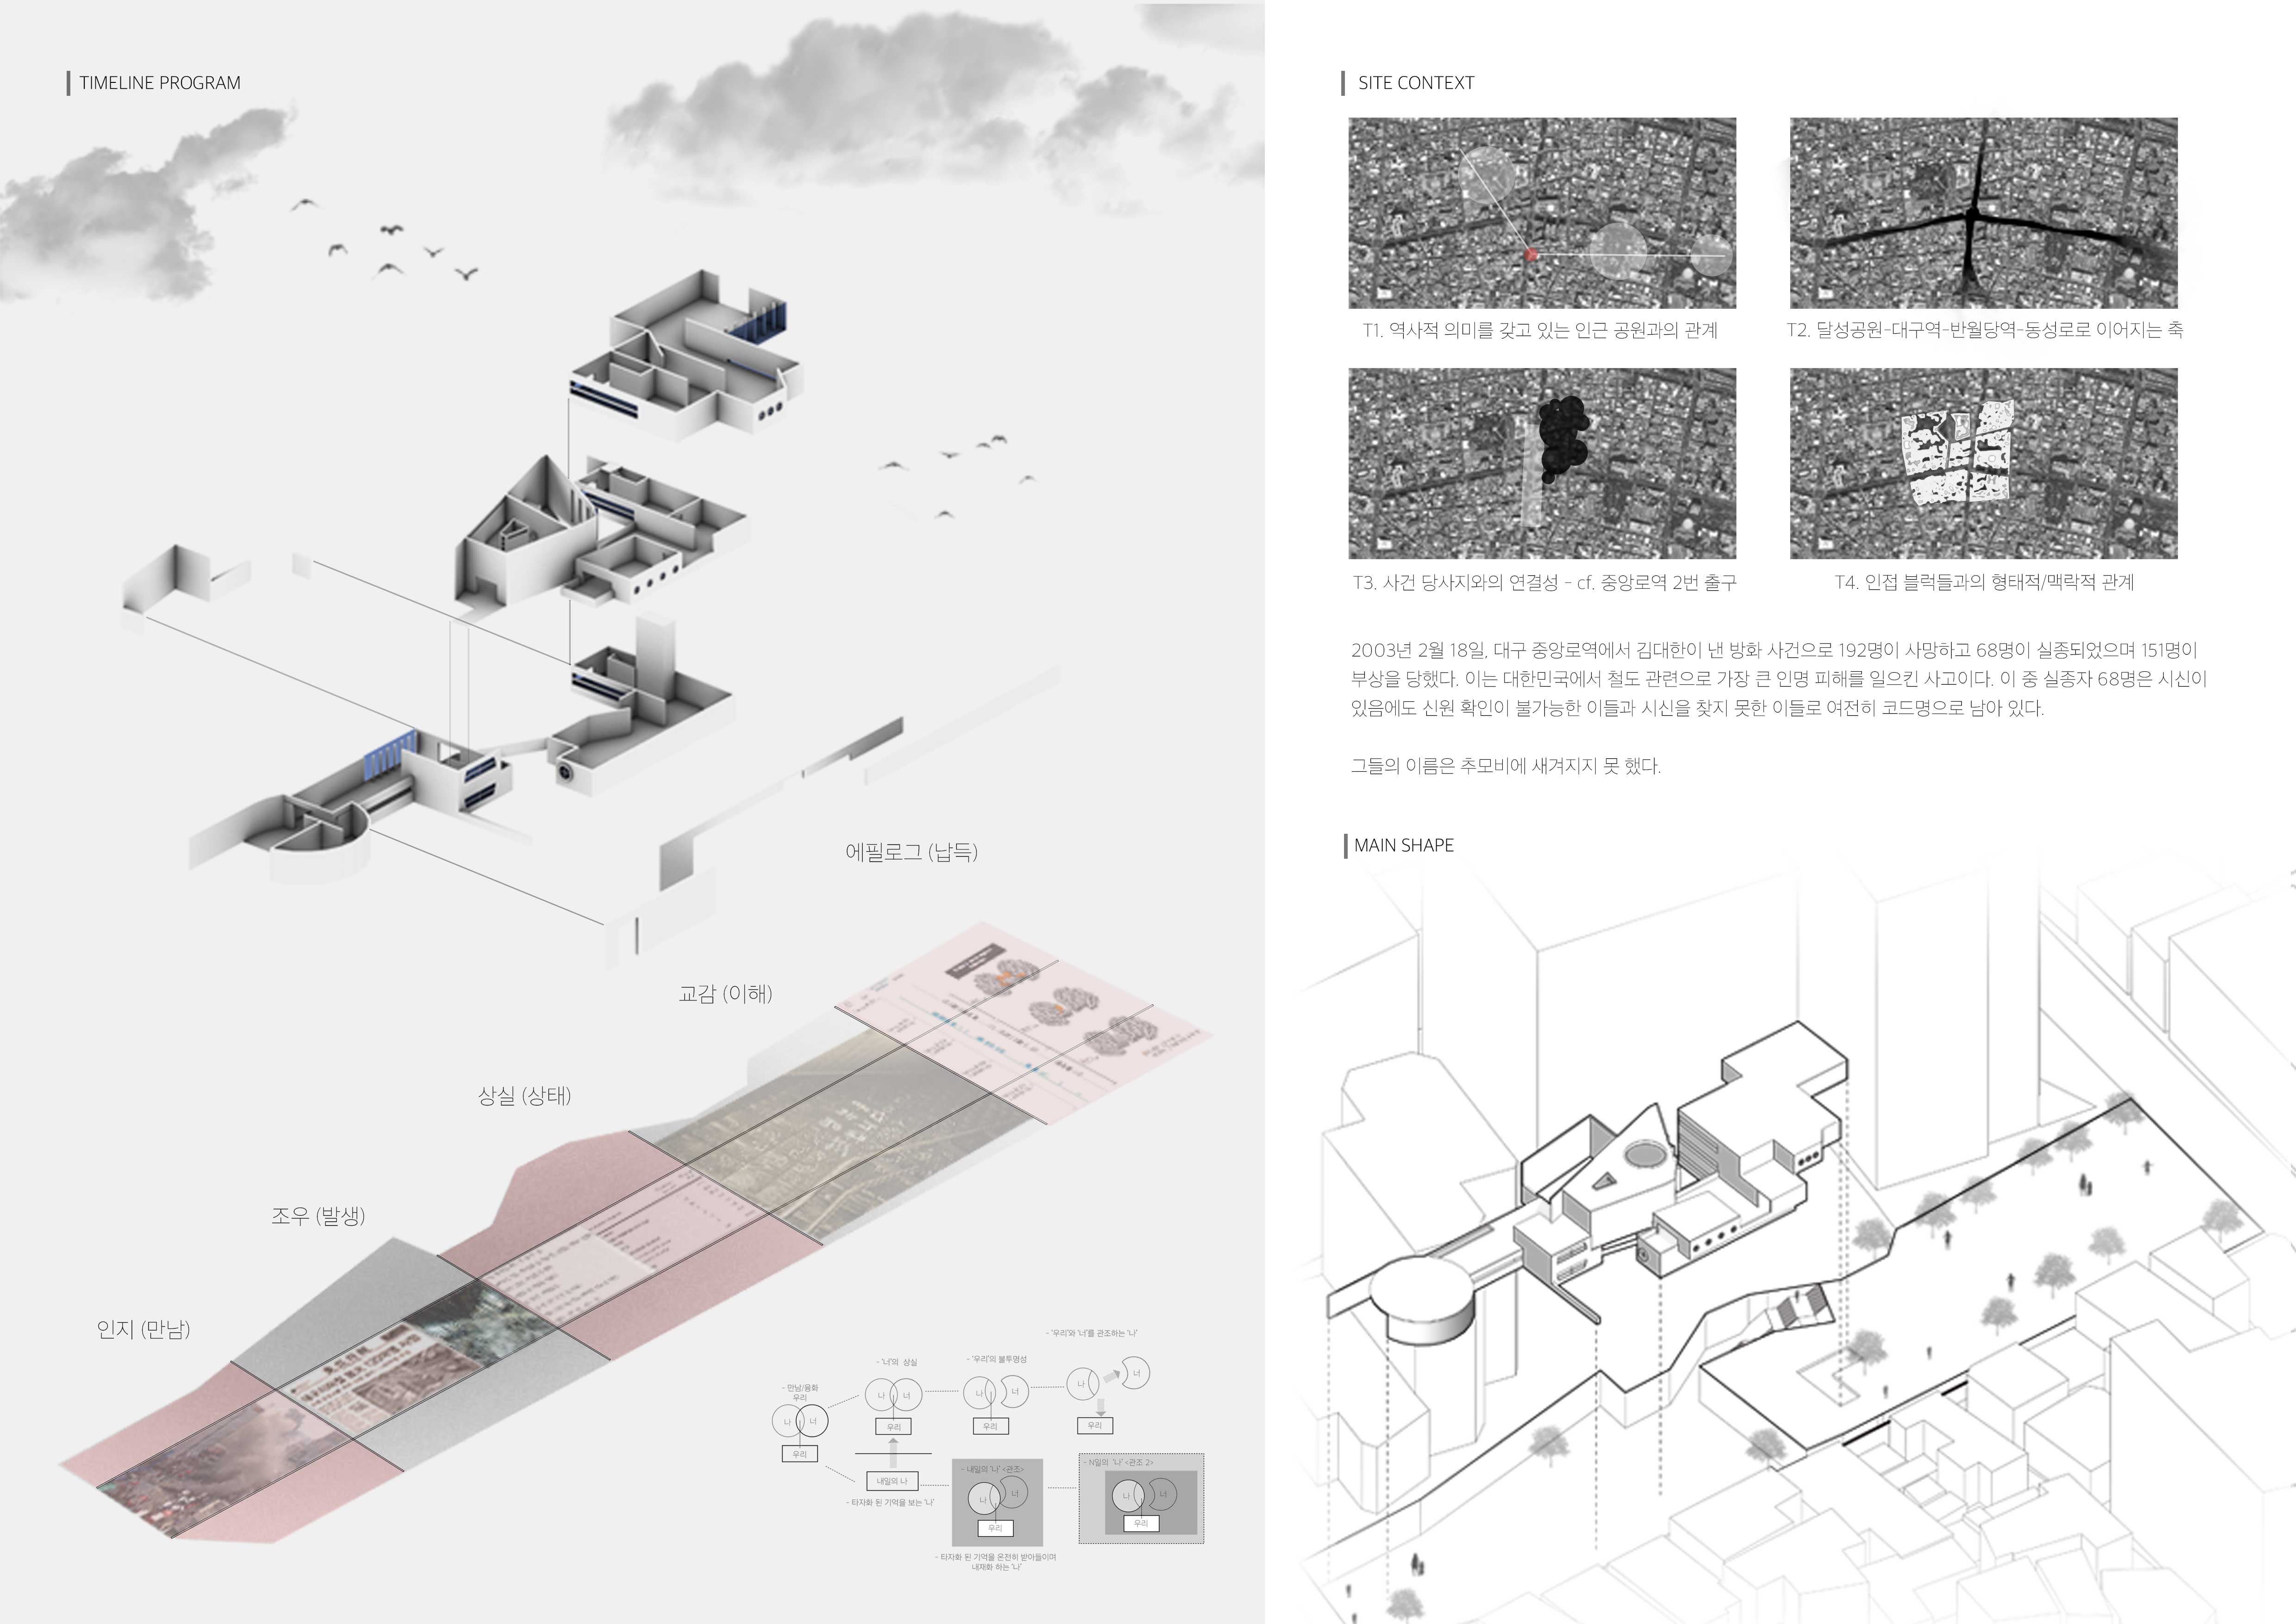 TIMELINE PROGRAM
에필로그 (납득)
교감 (이해)
상실 (상태)
조우 (발생)
인지 (만남)
- '우리'와 '너'를 관조하는 '나'
- '너'의 상실
- '우리'의 불투명성
- 만남/융화
우리
나 너
우리
나 너
우리
나 너
우리
나 너
우리
내일의 나
- 타자화 된 기억을 보는 '나'
- 내일의 '나' <관조>
나 너
우리
- 타자화 된 기억을 온전히 받아들이며
내재화 하는 '나'
- N일의 '나' <관조 2>
나 너
우리
SITE CONTEXT
T1. 역사적 의미를 갖고 있는 인근 공원과의 관계
T2. 달성공원-대구역-반월당역-동성로로 이어지는 축
T3. 사건 당사지와의 연결성 - cf. 중앙로역 2번 출구
T4. 인접 블럭들과의 형태적/맥락적 관계
2003년 2월 18일, 대구 중앙로역에서 김대한이 낸 방화 사건으로 192명이 사망하고 68명이 실종되었으며 151명이
부상을 당했다. 이는 대한민국에서 철도 관련으로 가장 큰 인명 피해를 일으킨 사고이다. 이 중 실종자 68명은 시신이
있음에도 신원 확인이 불가능한 이들과 시신을 찾지 못한 이들로 여전히 코드명으로 남아 있다.
그들의 이름은 추모비에 새겨지지 못 했다.
MAIN SHAPE